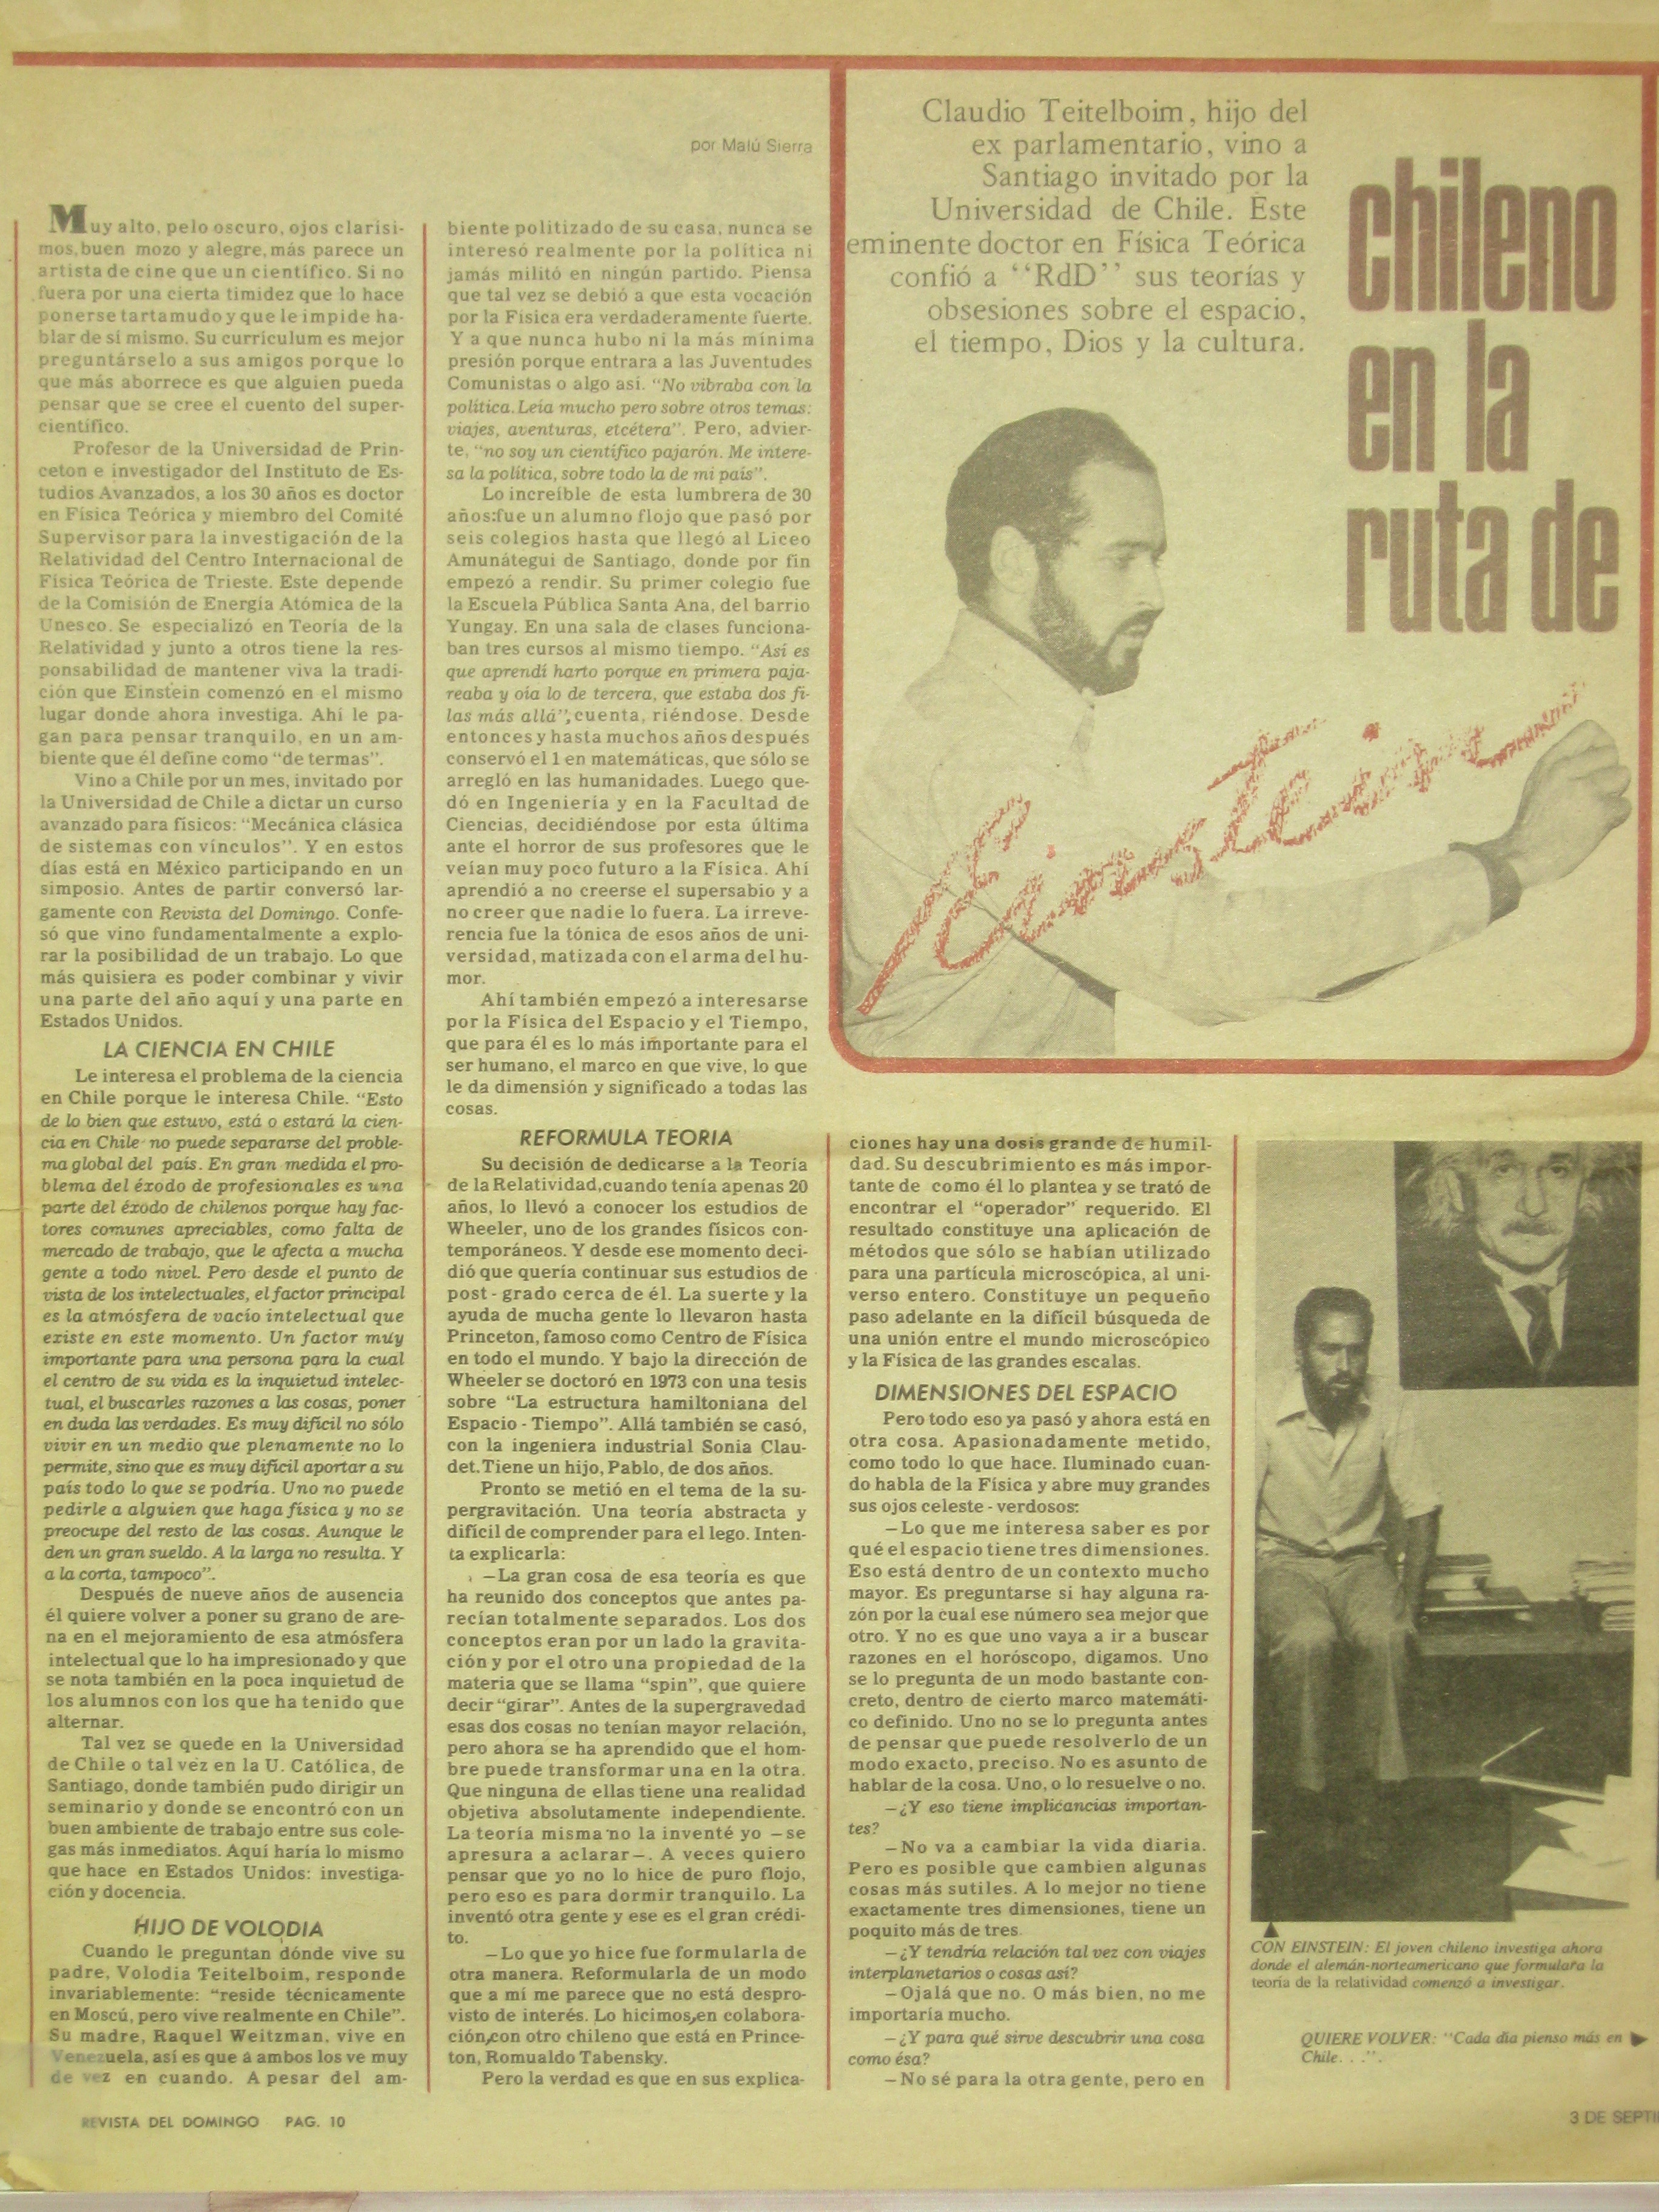 por Malú Sierra
Claudio Teitelboim, hijo del
ex parlamentario, vino a
Santiago invitado por la
Universidad de Chile. Este
eminente doctor en Física Teórica
confió a “RdD” sus teorías y
obsesiones sobre el espacio,
el tiempo, Dios y la cultura.
chileno
en la
ruta de
Einstein
Muy alto, pelo oscuro, ojos clarísi-
mos, buen mozo y alegre, más parece un
artista de cine que un científico. Si no
fuera por una cierta timidez que lo hace
ponerse tartamudo y que le impide ha-
blar de sí mismo. Su currículum es mejor
preguntárselo a sus amigos porque lo
que más aborrece es que alguien pueda
pensar que se cree el cuento del super-
científico.
Profesor de la Universidad de Prin-
ceton e investigador del Instituto de Es-
tudios Avanzados, a los 30 años es doctor
en Física Teórica y miembro del Comité
Supervisor para la investigación de la
Relatividad del Centro Internacional de
Física Teórica de Trieste. Este depende
de la Comisión de Energía Atómica de la
Unesco. Se especializó en Teoría de la
Relatividad y junto a otros tiene la res-
ponsabilidad de mantener viva la tradi-
ción que Einstein comenzó en el mismo
lugar donde ahora investiga. Ahí le pa-
gan para pensar tranquilo, en un am-
biente que él define como “de termas”.
Vino a Chile por un mes, invitado por
la Universidad de Chile a dictar un curso
avanzado para físicos: “Mecánica clásica
de sistemas con vínculos”. Y en estos
días está en México participando en un
simposio. Antes de partir conversó lar-
gamente con Revista del Domingo. Confe-
só que vino fundamentalmente a explo-
rar la posibilidad de un trabajo. Lo que
más quisiera es poder combinar y vivir
una parte del año aquí y una parte en
Estados Unidos.
LA CIENCIA EN CHILE
Le interesa el problema de la ciencia
en Chile porque le interesa Chile. “Esto
de lo bien que estuvo, está o estará la cien-
cia en Chile no puede separarse del proble-
ma global del país. En gran medida el pro-
blema del éxodo de profesionales es una
parte del éxodo de chilenos porque hay fac-
tores comunes apreciables, como falta de
mercado de trabajo, que le afecta a mucha
gente a todo nivel. Pero desde el punto de
vista de los intelectuales, el factor principal
es la atmósfera de vacío intelectual que
existe en este momento. Un factor muy
importante para una persona para la cual
el centro de su vida es la inquietud intelec-
tual, el buscarles razones a las cosas, poner
en duda las verdades. Es muy difícil no sólo
vivir en un medio que plenamente no lo
permite, sino que es muy difícil aportar a su
país todo lo que se podría. Uno no puede
pedirle a alguien que haga física y no se
preocupe del resto de las cosas. Aunque le
den un gran sueldo. A la larga no resulta. Y
a la corta, tampoco”.
Después de nueve años de ausencia
él quiere volver a poner su grano de are-
na en el mejoramiento de esa atmósfera
intelectual que lo ha impresionado y que
se nota también en la poca inquietud de
los alumnos con los que ha tenido que
alternar.
Tal vez se quede en la Universidad
de Chile o tal vez en la U. Católica, de
Santiago, donde también pudo dirigir un
seminario y donde se encontró con un
buen ambiente de trabajo entre sus cole-
gas más inmediatos. Aquí haría lo mismo
que hace en Estados Unidos: investiga-
ción y docencia.
HIJO DE VOLODIA
Cuando le preguntan dónde vive su
padre, Volodia Teitelboim, responde
invariablemente: “reside técnicamente
en Moscú, pero vive realmente en Chile”.
Su madre, Raquel Weitzman, vive en
Venezuela, así es que a ambos los ve muy
de vez en cuando. A pesar del am-
biente politizado de su casa, nunca se
interesó realmente por la política ni
jamás militó en ningún partido. Piensa
que tal vez se debió a que esta vocación
por la Física era verdaderamente fuerte.
Y a que nunca hubo ni la más mínima
presión porque entrara a las Juventudes
Comunistas o algo así. “No vibraba con la
política. Leía mucho pero sobre otros temas:
viajes, aventuras, etcétera”. Pero, advier-
te, “no soy un científico pajarón. Me intere-
sa la política, sobre todo la de mi país”.
Lo increíble de esta lumbrera de 30
años: fue un alumno flojo que pasó por
seis colegios hasta que llegó al Liceo
Amunátegui de Santiago, donde por fin
empezó a rendir. Su primer colegio fue
la Escuela Pública Santa Ana, del barrio
Yungay. En una sala de clases funciona-
ban tres cursos al mismo tiempo. “Así es
que aprendí harto porque en primera paja-
reaba y oía lo de tercera, que estaba dos fi-
las más allá”, cuenta, riéndose. Desde
entonces y hasta muchos años después
conservó el 1 en matemáticas, que sólo se
arregló en las humanidades. Luego que-
dó en Ingeniería y en la Facultad de
Ciencias, decidiéndose por esta última
ante el horror de sus profesores que le
veían muy poco futuro a la Física. Ahí
aprendió a no creerse el supersabio y a
no creer que nadie lo fuera. La irreve-
rencia fue la tónica de esos años de uni-
versidad, matizada con el arma del hu-
mor.
Ahí también empezó a interesarse
por la Física del Espacio y el Tiempo,
que para él es lo más importante para el
ser humano, el marco en que vive, lo que
le da dimensión y significado a todas las
cosas.
REFORMULA TEORIA
Su decisión de dedicarse a la Teoría
de la Relatividad, cuando tenía apenas 20
años, lo llevó a conocer los estudios de
Wheeler, uno de los grandes físicos con-
temporáneos. Y desde ese momento deci-
dió que quería continuar sus estudios de
post - grado cerca de él. La suerte y la
ayuda de mucha gente lo llevaron hasta
Princeton, famoso como Centro de Física
en todo el mundo. Y bajo la dirección de
Wheeler se doctoró en 1973 con una tesis
sobre “La estructura hamiltoniana del
Espacio - Tiempo”. Allá también se casó,
con la ingeniera industrial Sonia Clau-
det. Tiene un hijo, Pablo, de dos años.
Pronto se metió en el tema de la su-
pergravitación. Una teoría abstracta y
difícil de comprender para el lego. Inten-
ta explicarla:
—La gran cosa de esa teoría es que
ha reunido dos conceptos que antes pa-
recían totalmente separados. Los dos
conceptos eran por un lado la gravita-
ción y por el otro una propiedad de la
materia que se llama “spin”, que quiere
decir “girar”. Antes de la supergravedad
esas dos cosas no tenían mayor relación,
pero ahora se ha aprendido que el hom-
bre puede transformar una en la otra.
Que ninguna de ellas tiene una realidad
objetiva absolutamente independiente.
La teoría misma no la inventé yo —se
apresura a aclarar—. A veces quiero
pensar que yo no lo hice de puro flojo,
pero eso es para dormir tranquilo. La
inventó otra gente y ese es el gran crédi-
to.
—Lo que yo hice fue formularla de
otra manera. Reformularla de un modo
que a mí me parece que no está despro-
visto de interés. Lo hicimos, en colabora-
ción, con otro chileno que está en Prince-
ton, Romualdo Tabensky.
Pero la verdad es que en sus explica-
ciones hay una dosis grande de humil-
dad. Su descubrimiento es más impor-
tante de como él lo plantea y se trató de
encontrar el “operador” requerido. El
resultado constituye una aplicación de
métodos que sólo se habían utilizado
para una partícula microscópica, al uni-
verso entero. Constituye un pequeño
paso adelante en la difícil búsqueda de
una unión entre el mundo microscópico
y la Física de las grandes escalas.
DIMENSIONES DEL ESPACIO
Pero todo eso ya pasó y ahora está en
otra cosa. Apasionadamente metido,
como todo lo que hace. Iluminado cuan-
do habla de la Física y abre muy grandes
sus ojos celeste - verdosos:
—Lo que me interesa saber es por
qué el espacio tiene tres dimensiones.
Eso está dentro de un contexto mucho
mayor. Es preguntarse si hay alguna ra-
zón por la cual ese número sea mejor que
otro. Y no es que uno vaya a ir a buscar
razones en el horóscopo, digamos. Uno
se lo pregunta de un modo bastante con-
creto, dentro de cierto marco matemáti-
co definido. Uno no se lo pregunta antes
de pensar que puede resolverlo de un
modo exacto, preciso. No es asunto de
hablar de la cosa. Uno, o lo resuelve o no.
—¿Y eso tiene implicancias importan-
tes?
—No va a cambiar la vida diaria.
Pero es posible que cambien algunas
cosas más sutiles. A lo mejor no tiene
exactamente tres dimensiones, tiene un
poquito más de tres.
—¿Y tendría relación tal vez con viajes
interplanetarios o cosas así?
—Ojalá que no. O más bien, no me
importaría mucho.
—¿Y para qué sirve descubrir una cosa
como ésa?
—No sé para la otra gente, pero en
CON EINSTEIN: El joven chileno investiga ahora
donde el alemán-norteamericano que formulara la
teoría de la relatividad comenzó a investigar.
QUIERE VOLVER: “Cada día pienso más en
Chile. . .”.
REVISTA DEL DOMINGO PAG. 10
3 DE SEPTI